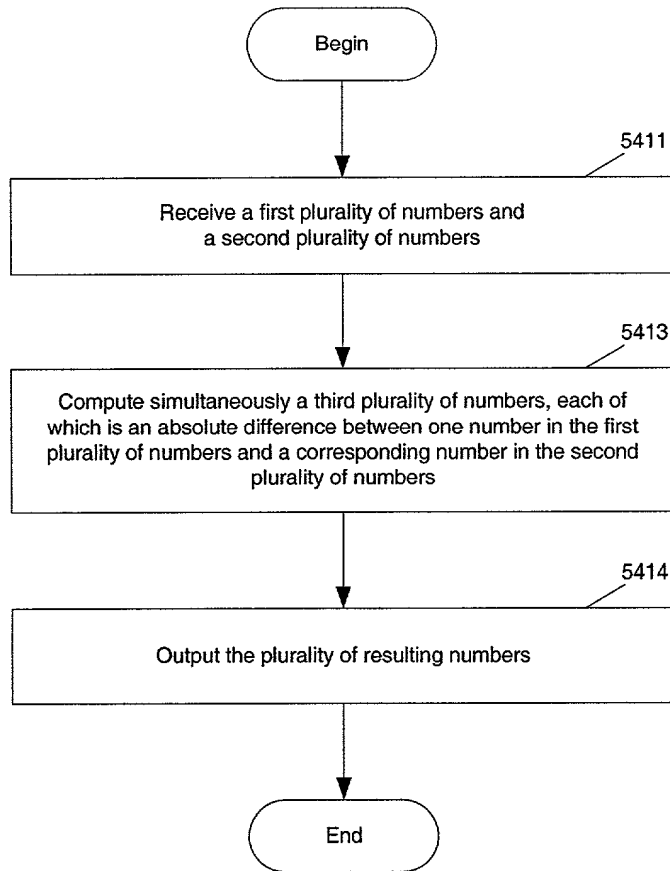 Begin
5411
Receive a first plurality of numbers and
a second plurality of numbers
5413
Compute simultaneously a third plurality of numbers, each of
which is an absolute difference between one number in the first
plurality of numbers and a corresponding number in the second
plurality of numbers
5414
Output the plurality of resulting numbers
End